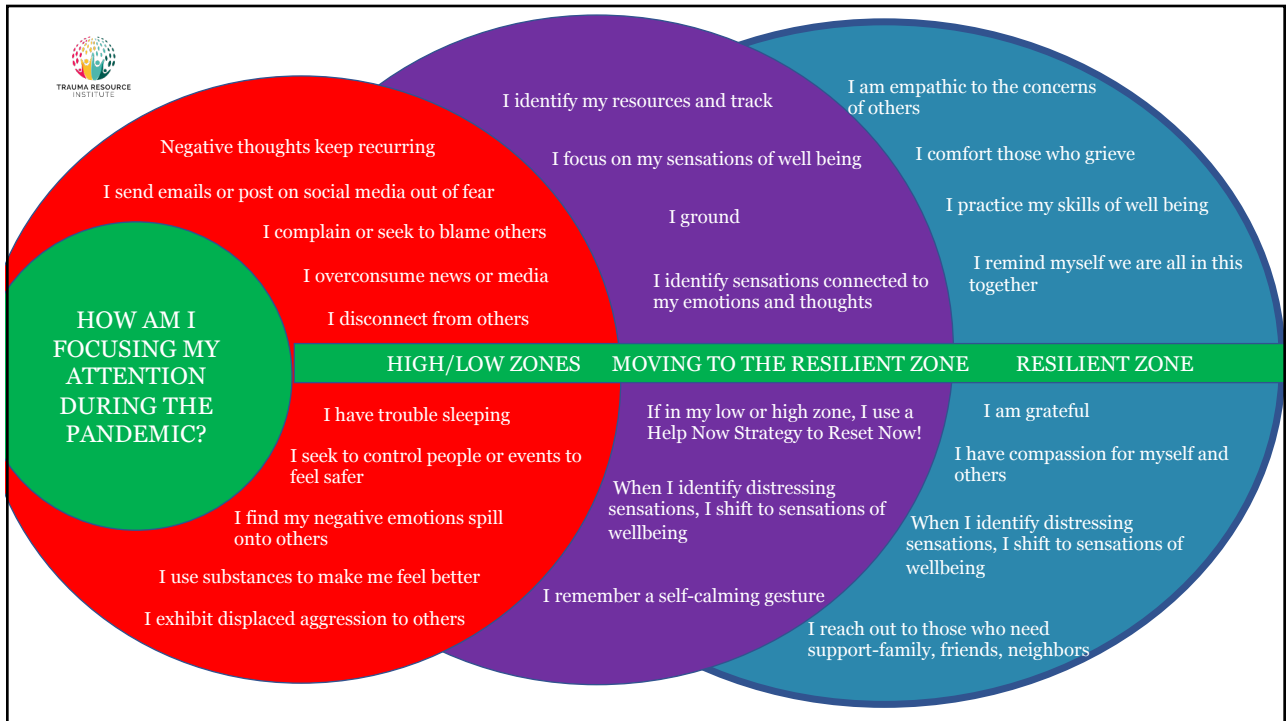 TRAUMA RESOURCE
INSTITUTE
HOW AM I
FOCUSING MY
ATTENTION
DURING THE
PANDEMIC?
Negative thoughts keep recurring
I send emails or post on social media out of fear
I complain or seek to blame others
I overconsume news or media
I disconnect from others
HIGH/LOW ZONES
I have trouble sleeping
I seek to control people or events to
feel safer
I find my negative emotions spill
onto others
I use substances to make me feel better
I exhibit displaced aggression to others
I identify my resources and track
I focus on my sensations of well being
I ground
I identify sensations connected to
my emotions and thoughts
MOVING TO THE RESILIENT ZONE
If in my low or high zone, I use a
Help Now Strategy to Reset Now!
When I identify distressing
sensations, I shift to sensations of
wellbeing
I remember a self-calming gesture
I am empathic to the concerns
of others
I comfort those who grieve
I practice my skills of well being
I remind myself we are all in this
together
RESILIENT ZONE
I am grateful
I have compassion for myself and
others
When I identify distressing
sensations, I shift to sensations of
wellbeing
I reach out to those who need
support-family, friends, neighbors